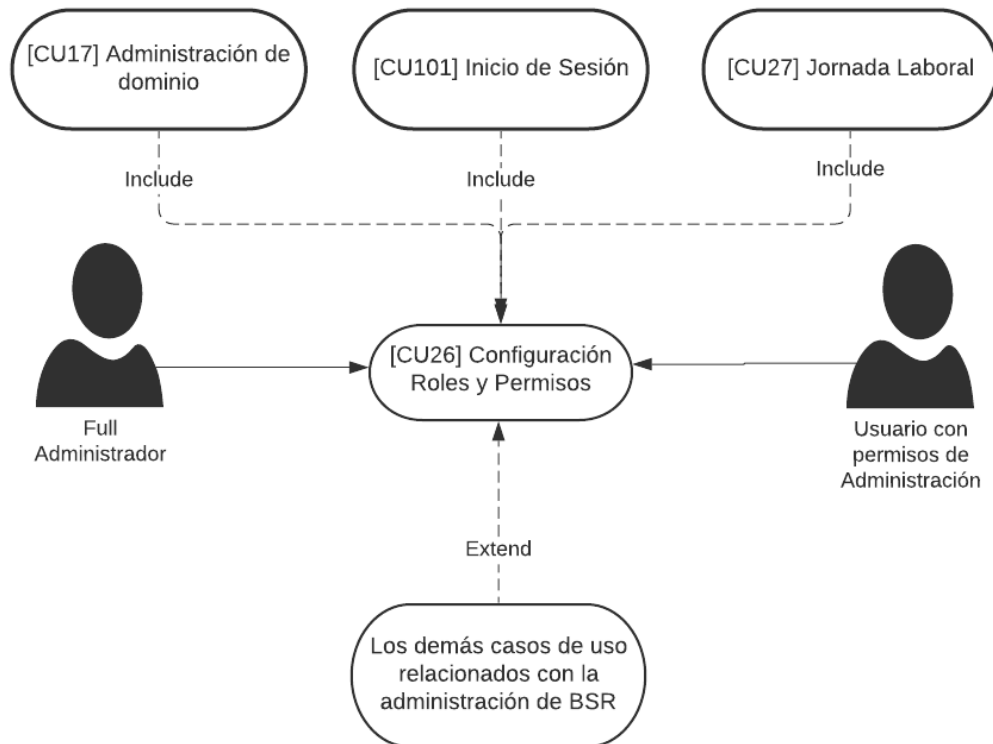 [CU17] Administración de
dominio
[CU101] Inicio de Sesión
[CU27] Jornada Laboral
Include
Include
Include
[CU26] Configuración
Roles y Permisos
Full
Administrador
Usuario con
permisos de
Administración
Extend
Los demás casos de uso
relacionados con la
administración de BSR